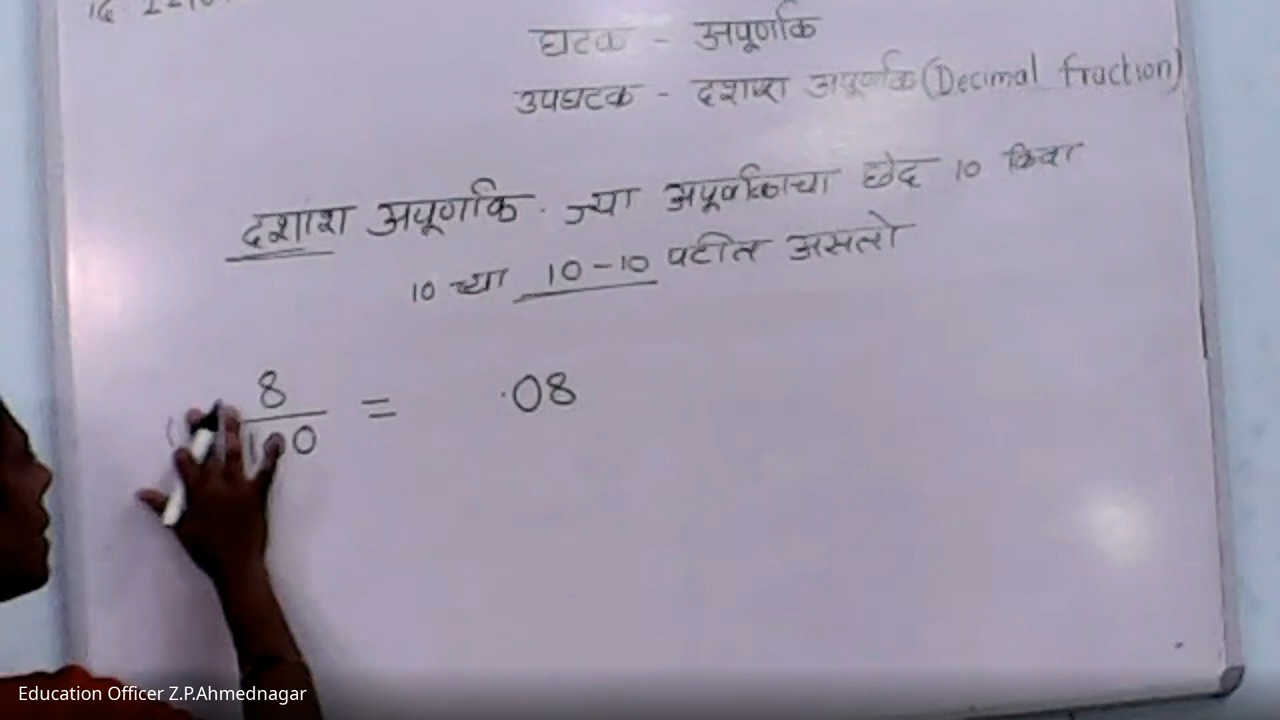 दि.
घटक - अपूर्णांक
उपघटक - दशांश अपूर्णांक (Decimal fraction)
दशांश अपूर्णांक. ज्या अपूर्णांकाचा छेद 10 किंवा
10 च्या 10-10 पटीत असतो
8
100
= .08
Education Officer Z.P.Ahmednagar